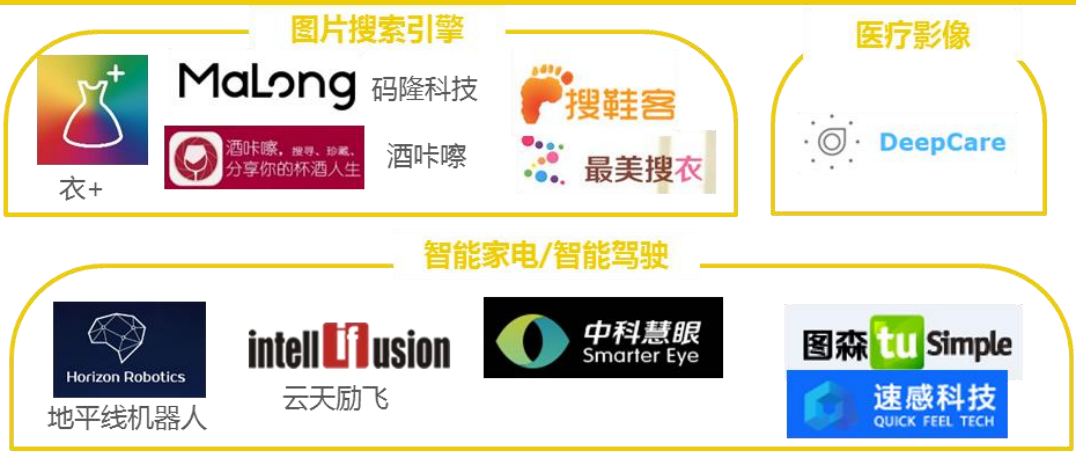 图片搜索引擎
医疗影像
+
MaLong 码隆科技
搜鞋客
酒咔嚓,搜寻、珍藏、
分享你的杯酒人生
酒咔嚓
最美搜衣
衣+
DeepCare
智能家电/智能驾驶
Horizon Robotics
地平线机器人
intellifusion
云天励飞
中科慧眼
Smarter Eye
图森 tu Simple
速感科技
QUICK FEEL TECH